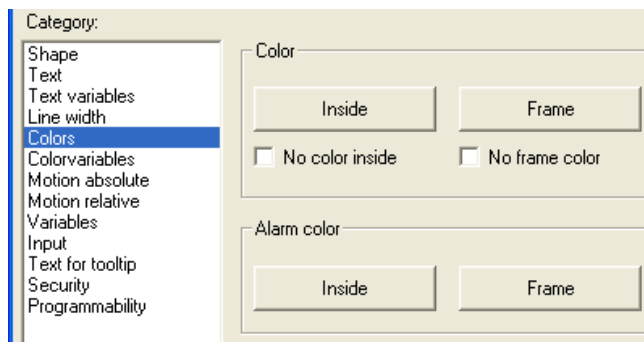 Category:
Shape
Text
Text variables
Line width
Colors
Colorvariables
Motion absolute
Motion relative
Variables
Input
Text for tooltip
Security
Programmability
Color
Inside
Frame
No color inside
No frame color
Alarm color
Inside
Frame